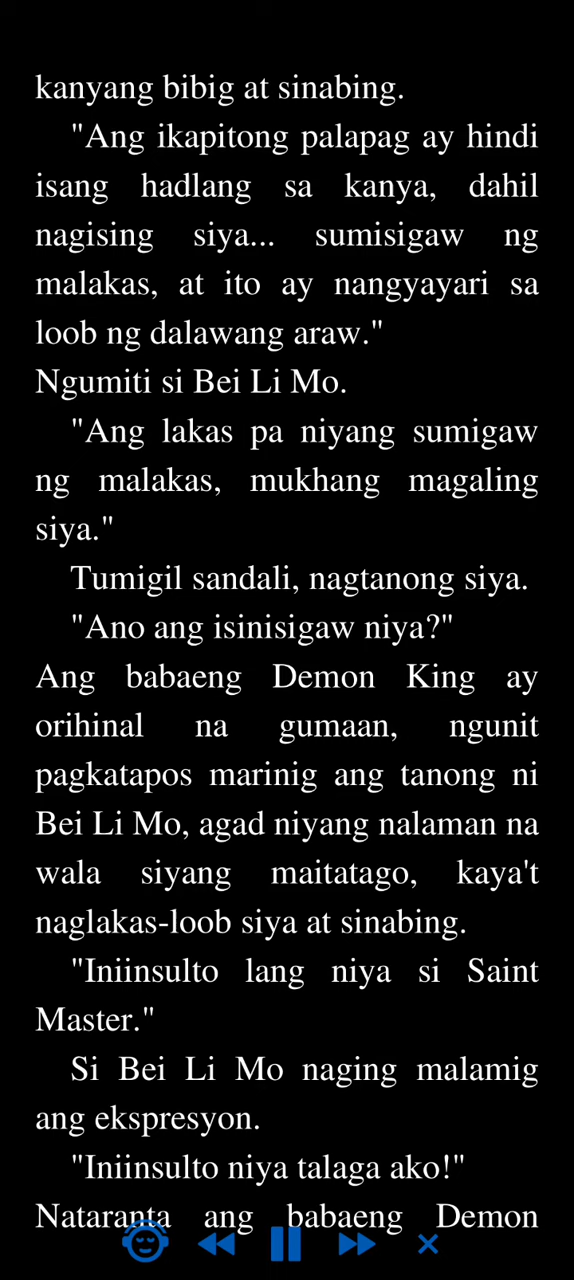 kanyang bibig at sinabing.
"Ang ikapitong palapag ay hindi
isang hadlang sa kanya, dahil
nagising siya... sumisigaw ng
malakas, at ito ay nangyayari sa
loob ng dalawang araw."
Ngumiti si Bei Li Mo.
"Ang lakas pa niyang sumigaw
ng malakas, mukhang magaling
siya."
Tumigil sandali, nagtanong siya.
"Ano ang isinisigaw niya?"
Ang babaeng Demon King ay
orihinal na gumaan, ngunit
pagkatapos marinig ang tanong ni
Bei Li Mo, agad niyang nalaman na
wala siyang maitatago, kaya't
naglakas-loob siya at sinabing.
"Iniinsulto lang niya si Saint
Master."
Si Bei Li Mo naging malamig
ang ekspresyon.
"Iniinsulto niya talaga ako!"
Nataranta ang babaeng Demon